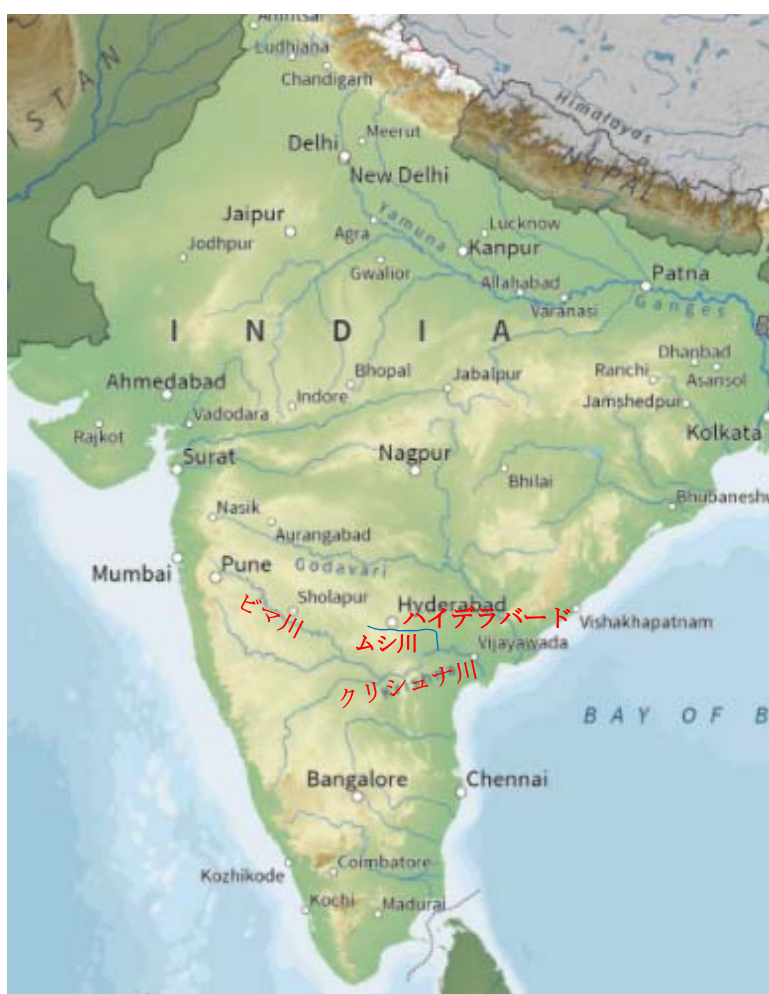 Amritsar
Ludhjana
Chandigarh
Himalayas
ISTAN
Delhi
Meerut
NEPAL
New Delhi
Jaipur
Yamuna
Lucknow
Agra
Jodhpur
Kanpur
Gwalior
Allahabad
Patna
Varanasi
Ganges
I N D I A
B
Dhanbad
Ahmedabad
Bhopal
Jabalpur
Ranchi
Asansol
Indore
Jamshedpur
Vadodara
Rajkot
Kolkata
Surat
Nagpur
Bhilai
Bhubaneshw
Nasik
Aurangabad
Mumbai
Pune
Godavari
Sholapur
Hyderabad
ビマ川
ハイデラバード
Vishakhapatnam
ムシ川
Vijayawada
クリシュナ川
BAY OF B
Bangalore
Chennai
Coimbatore
Kozhikode
Kochi
Madurai